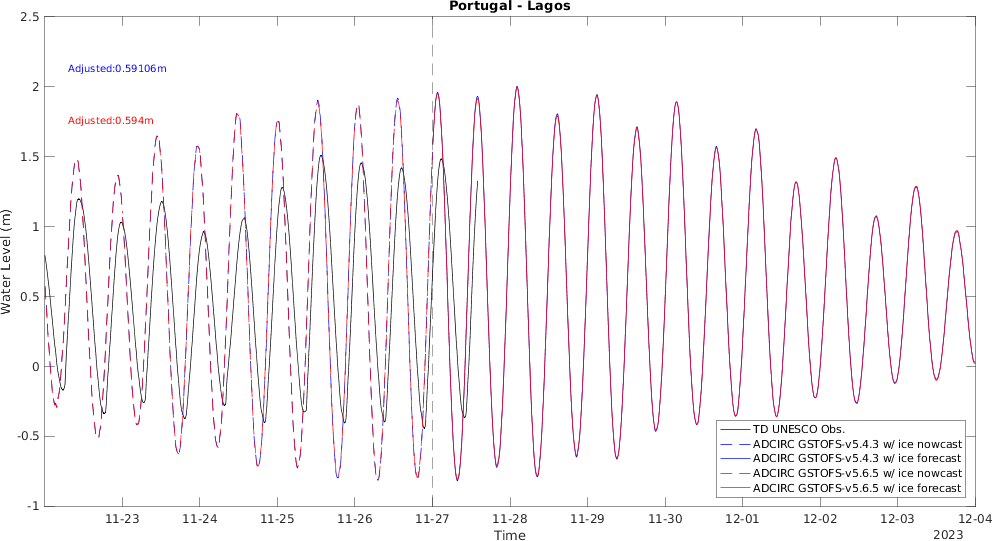 Portugal - Lagos
2.5
2
1.5
1
0.5
0
-0.5
-1
Water Level (m)
Adjusted:0.59106m
Adjusted:0.594m
TD UNESCO Obs.
ADCIRC GSTOFS-v5.4.3 w/ ice nowcast
ADCIRC GSTOFS-v5.4.3 w/ ice forecast
ADCIRC GSTOFS-v5.6.5 w/ ice nowcast
ADCIRC GSTOFS-v5.6.5 w/ ice forecast
11-23 11-24 11-25 11-26 11-27 11-28 11-29 11-30 12-01 12-02 12-03 12-04
Time
2023